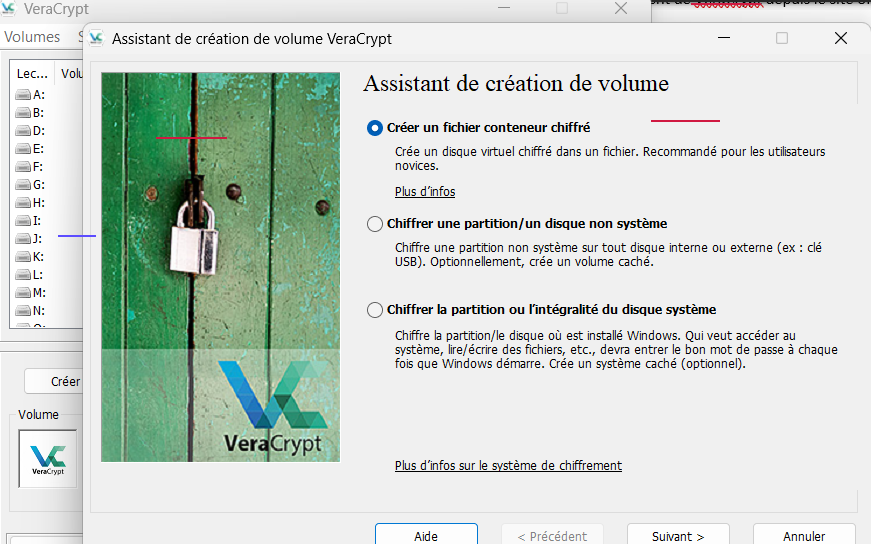 VeraCrypt
depuis le site
Volumes
Assistant de création de volume VeraCrypt
Lec...
A:
B:
D:
E:
F:
G:
H:
I:
J:
K:
L:
M:
N:
Créer
Volume
VeraCrypt
VeraCrypt
Assistant de création de volume
Créer un fichier conteneur chiffré
Crée un disque virtuel chiffré dans un fichier. Recommandé pour les utilisateurs
novices.
Plus d’infos
Chiffrer une partition/un disque non système
Chiffre une partition non système sur tout disque interne ou externe (ex : clé
USB). Optionnellement, crée un volume caché.
Chiffrer la partition ou l’intégralité du disque système
Chiffre la partition/le disque où est installé Windows. Qui veut accéder au
système, lire/écrire des fichiers, etc., devra entrer le bon mot de passe à chaque
fois que Windows démarre. Crée un système caché (optionnel).
Plus d’infos sur le système de chiffrement
Aide
< Précédent
Suivant >
Annuler